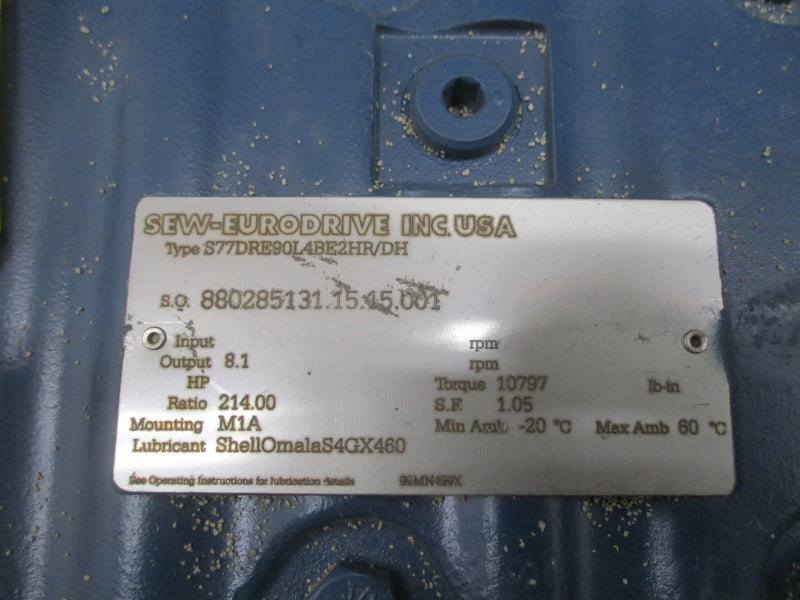 SEW-EURODRIVE INC. USA
Type S77DRE90L4BE2HR/DH
S.O. 880285131.15.15.001
Input rpm
Output 8.1 rpm
HP Torque 10797 lb-in
Ratio 214.00 S.F. 1.05
Mounting M1A Min Amb -20 °C Max Amb 60 °C
Lubricant ShellOmalaS4GX460
See Operating Instructions for lubrication details